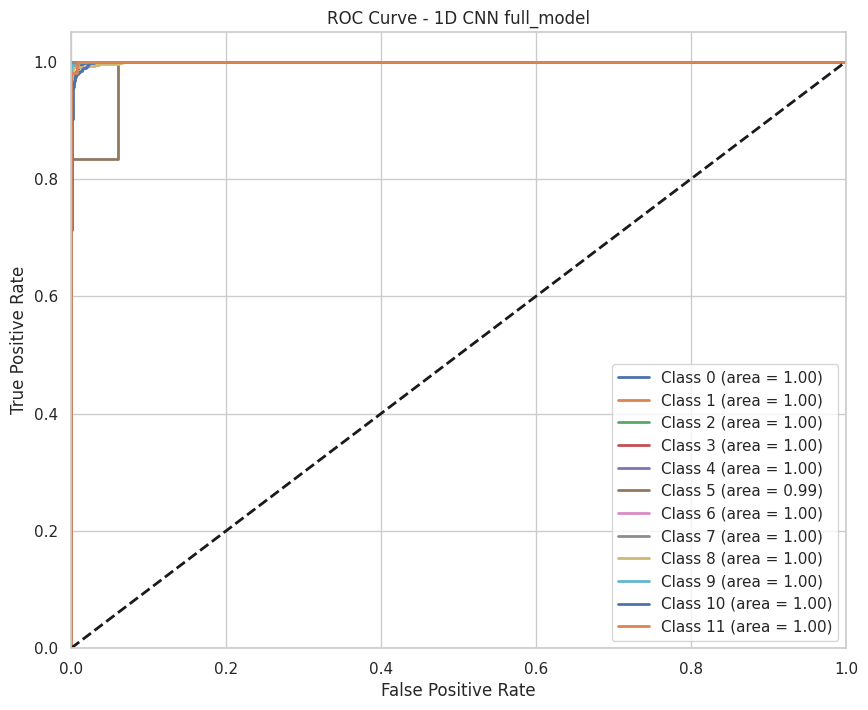 ROC Curve - 1D CNN full_model
True Positive Rate
1.0
0.8
0.6
0.4
0.2
0.0
Class 0 (area = 1.00)
Class 1 (area = 1.00)
Class 2 (area = 1.00)
Class 3 (area = 1.00)
Class 4 (area = 1.00)
Class 5 (area = 0.99)
Class 6 (area = 1.00)
Class 7 (area = 1.00)
Class 8 (area = 1.00)
Class 9 (area = 1.00)
Class 10 (area = 1.00)
Class 11 (area = 1.00)
0.0 0.2 0.4 0.6 0.8 1.0
False Positive Rate